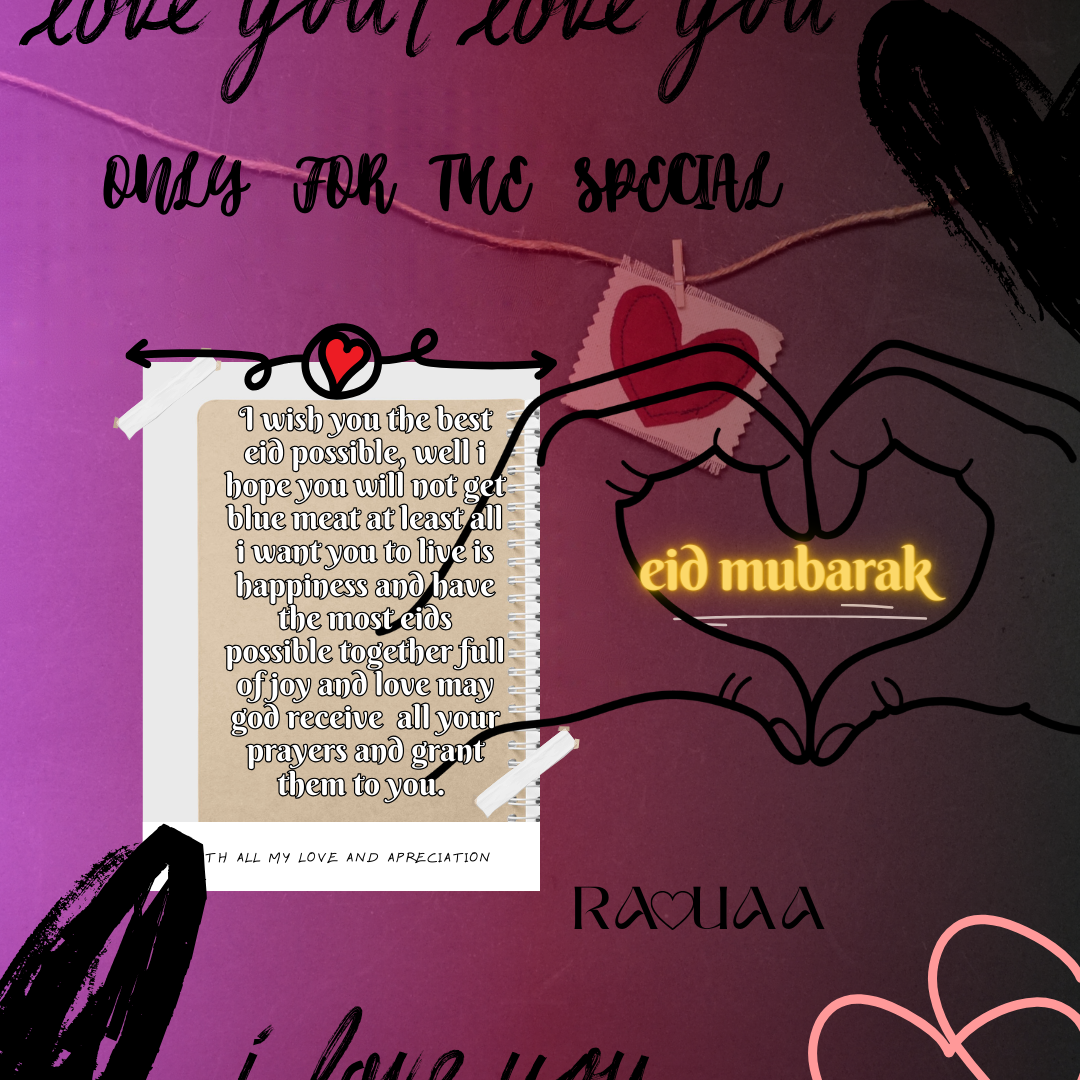 love you I love you
ONLY FOR THE SPECIAL
I wish you the best
eid possible, well i
hope you will not get
blue meat at least all
i want you to live is
happiness and have
the most eids
possible together full
of joy and love may
god receive all your
prayers and grant
them to you.
eid mubarak
TH ALL MY LOVE AND APRECIATION
RAOUAA
i love you